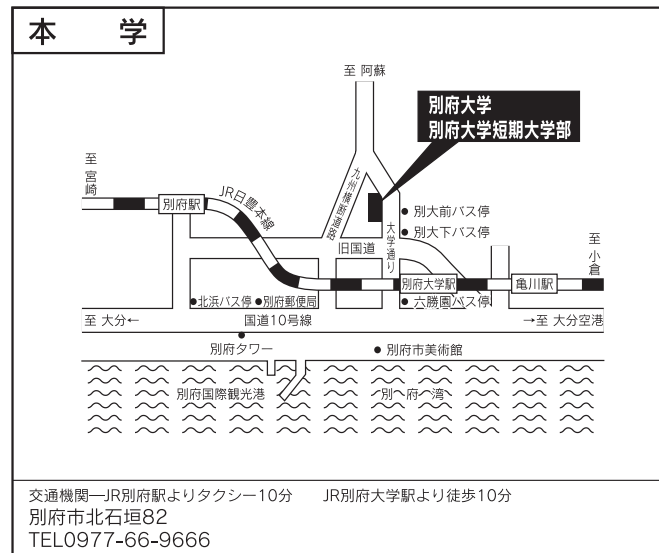 本　学
至 阿蘇
別府大学
別府大学短期大学部
至 宮崎
別府駅
JR日豊本線
九州横断道路
別大前バス停
大学通り
別大下バス停
旧国道
至 小倉
別府大学駅
亀川駅
北浜バス停
別府郵便局
六勝園バス停
至 大分←
国道10号線
→至 大分空港
別府タワー
別府市美術館
別府国際観光港
別府湾
交通機関―JR別府駅よりタクシー10分　JR別府大学駅より徒歩10分
別府市北石垣82
TEL0977-66-9666